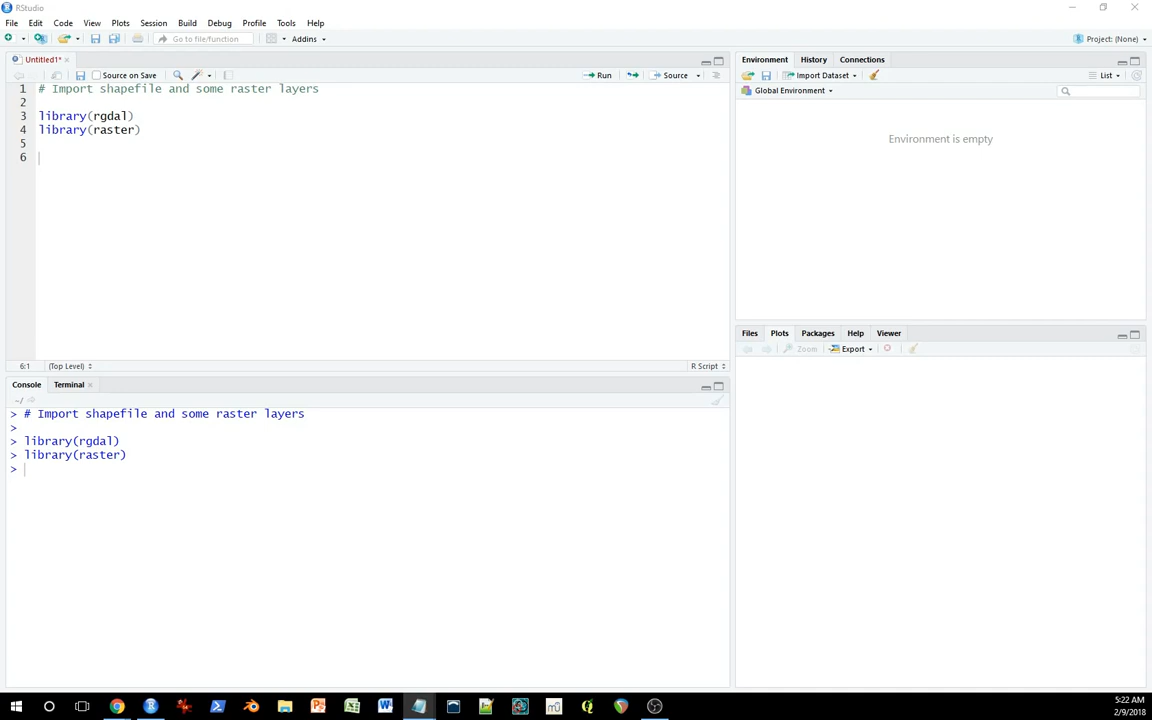 RStudio
File Edit Code View Plots Session Build Debug Profile Tools Help
Go to file/function Addins Project: (None)
Untitled1*
Source on Save Run Source
1 # Import shapefile and some raster layers
2
3 library(rgdal)
4 library(raster)
5
6
6:1 (Top Level) R Script
Console Terminal
~/
> # Import shapefile and some raster layers
>
> library(rgdal)
> library(raster)
>
Environment History Connections
Import Dataset List
Global Environment
Environment is empty
Files Plots Packages Help Viewer
Zoom Export
5:22 AM
2/9/2018